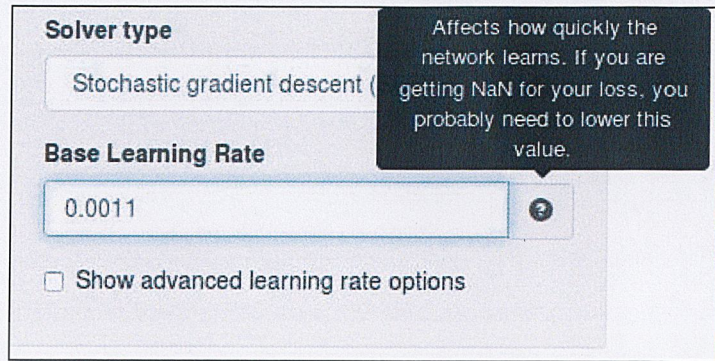 Solver type
Stochastic gradient descent (
Affects how quickly the
network learns. If you are
getting NaN for your loss, you
probably need to lower this
value.
Base Learning Rate
0.0011
Show advanced learning rate options